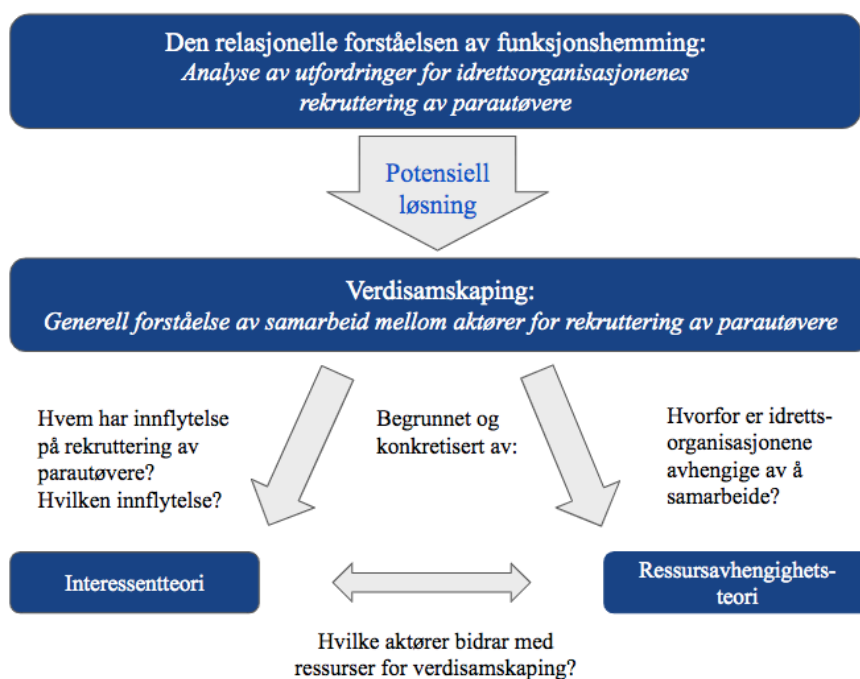 Den relasjonelle forståelsen av funksjonshemming:
Analyse av utfordringer for idrettsorganisasjonenes
rekruttering av parautøvere
Potensiell
løsning
Verdisamskaping:
Generell forståelse av samarbeid mellom aktører for rekruttering av parautøvere
Hvem har innflytelse
på rekruttering av
parautøvere?
Hvilken innflytelse?
Begrunnet og
konkretisert av:
Hvorfor er idretts-
organisasjonene
avhengige av å
samarbeide?
Interessentteori
Ressursavhengighets-
teori
Hvilke aktører bidrar med
ressurser for verdisamskaping?